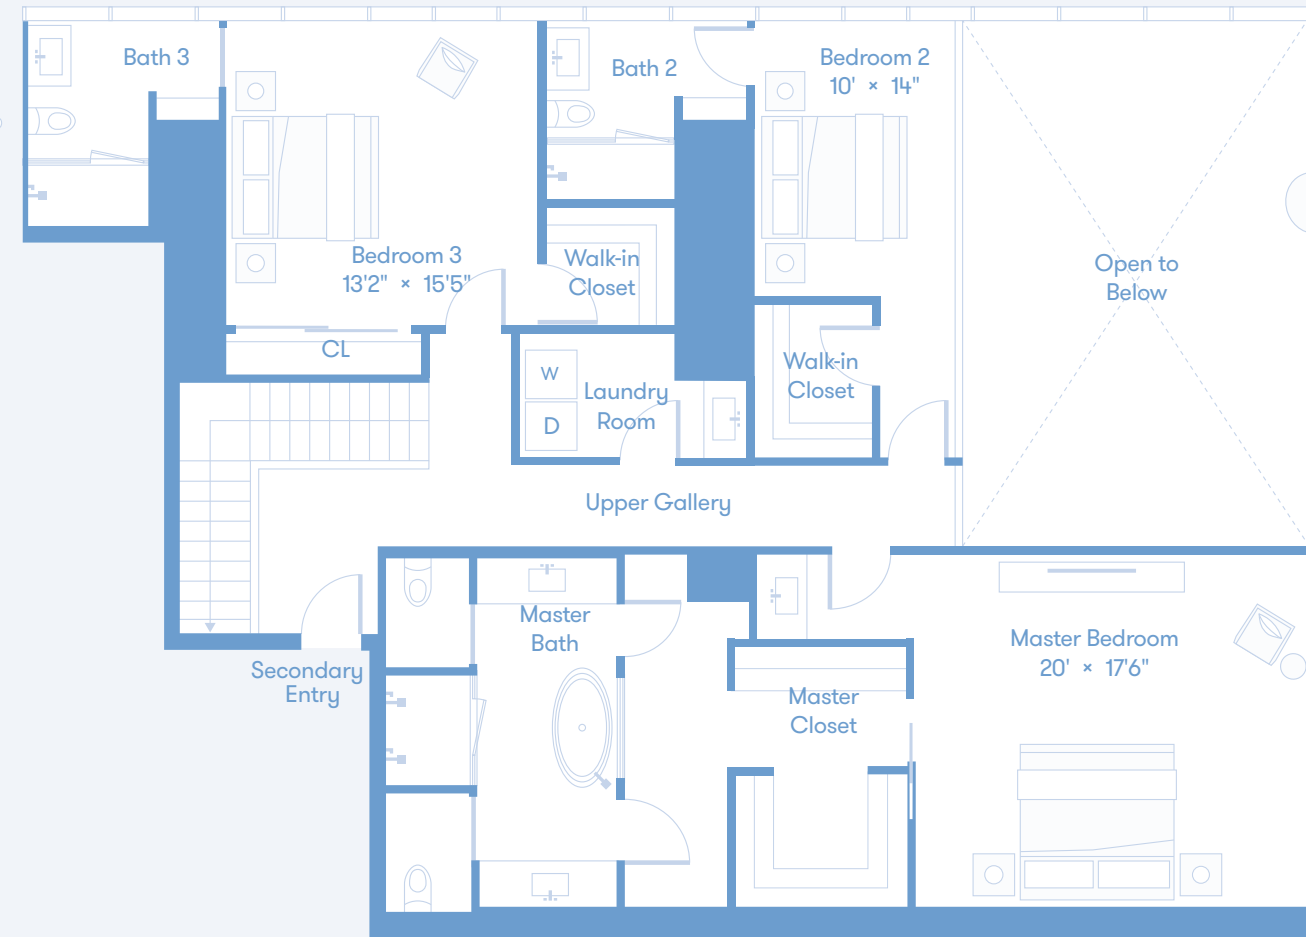 Bath 3
Bath 2
Bedroom 2
10' × 14"
Bedroom 3
13'2" × 15'5"
Walk-in
Closet
Open to
Below
CL
Walk-in
Closet
W
D
Laundry
Room
Upper Gallery
Master
Bath
Secondary
Entry
Master Bedroom
20' × 17'6"
Master
Closet